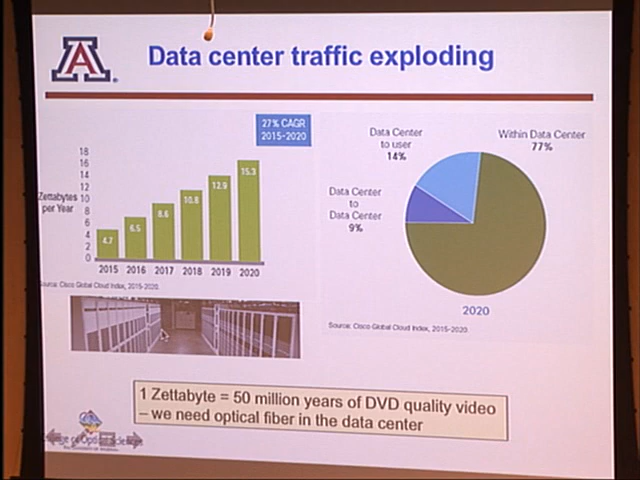 A
Data center traffic exploding
27% CAGR
2015-2020
18
16
14
12
10
8
6
4
2
0
Zettabytes
per Year
4.7
6.5
8.6
10.8
12.9
15.3
2015 2016 2017 2018 2019 2020
Source: Cisco Global Cloud Index, 2015-2020.
Data Center
to user
14%
Within Data Center
77%
Data Center
to
Data Center
9%
2020
Source: Cisco Global Cloud Index, 2015-2020.
1 Zettabyte = 50 million years of DVD quality video
– we need optical fiber in the data center
of Optical Sciences